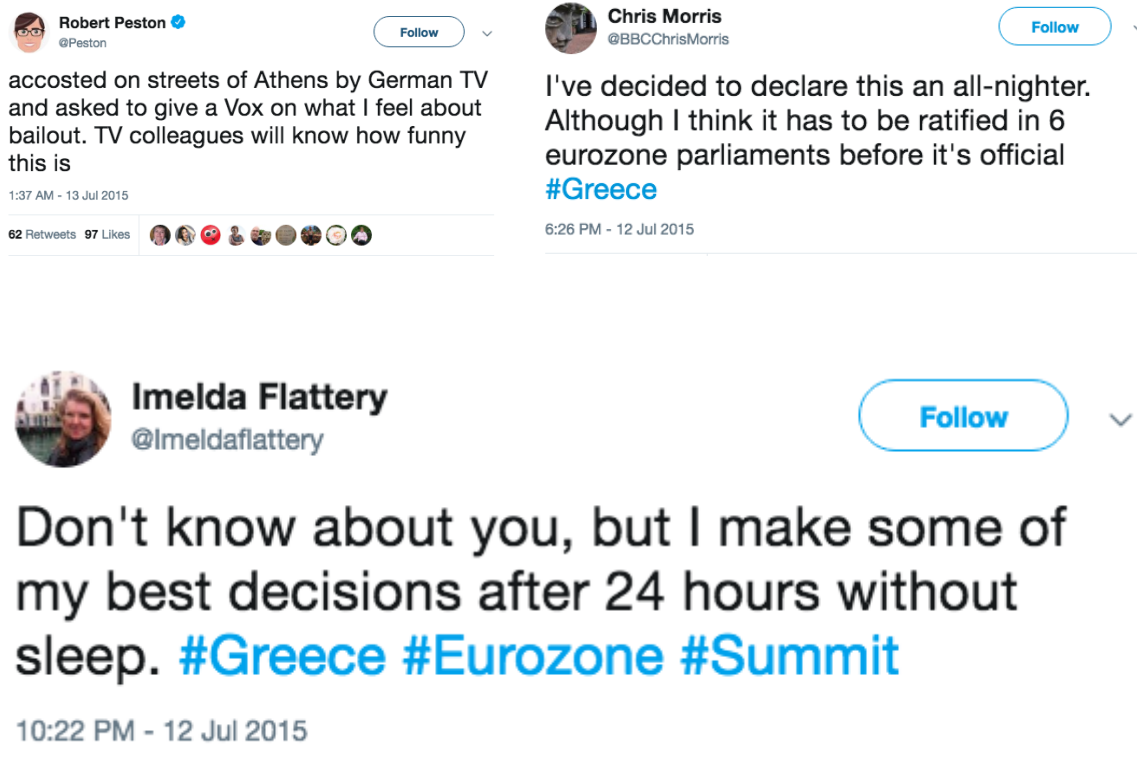 Robert Peston
@Peston
Follow
accosted on streets of Athens by German TV
and asked to give a Vox on what I feel about
bailout. TV colleagues will know how funny
this is
1:37 AM - 13 Jul 2015
62 Retweets 97 Likes
Chris Morris
@BBCChrisMorris
Follow
I've decided to declare this an all-nighter.
Although I think it has to be ratified in 6
eurozone parliaments before it's official
#Greece
6:26 PM - 12 Jul 2015
Imelda Flattery
@Imeldaflattery
Follow
Don't know about you, but I make some of
my best decisions after 24 hours without
sleep. #Greece #Eurozone #Summit
10:22 PM - 12 Jul 2015